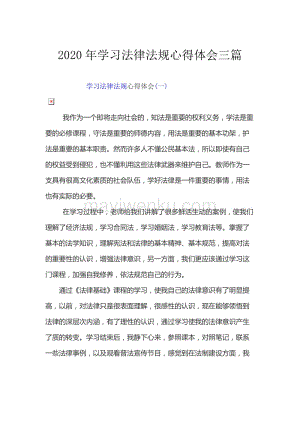 2020 年学习法律法规心得体会三篇
学习法律法规心得体会(一)
我作为一个即将走向社会的，知法是重要的权利义务，学法是重
要的必修课程，守法是重要的师德内容，用法是重要的基本功架，护
法是重要的基本职责。然而许多人只是基本法法，所以即使有自己
的权益受到侵犯，也不懂利用这些法律武器来维护自己。教师作为一
支具有很高文化素质的社会队伍，学好法律是一件重要的事情，用法
也有实际的必要。
在学习过程中，老师给我们讲解了很多鲜活生动的案例，使我们
理解了经济法规，学习合同法，学习婚姻法，学习教育法等。掌握了
基本的法学知识，理解宪法和法律的基本精神、基本规范，提高对法
的重要性的认识，增强法律意识，另一方面，我们更应该通过学习这
门课程，加强自我修养，依法规范自己的行为。
通过《法律基础》课程的学习，使我自己的法律意识有了明显提
高，以前，对法律只是很表面理解，很感性的认识，现在能够领悟到
法律的深层次内涵，有了理性的认识，通过学习使我的法律意识产生
了质的转变。学习结束，到现在，时常翻看课本，对照笔记，联系
一些法律事例，以及观看普法宣传节目，感觉到在法制建设方面，我
mayiwenku.com